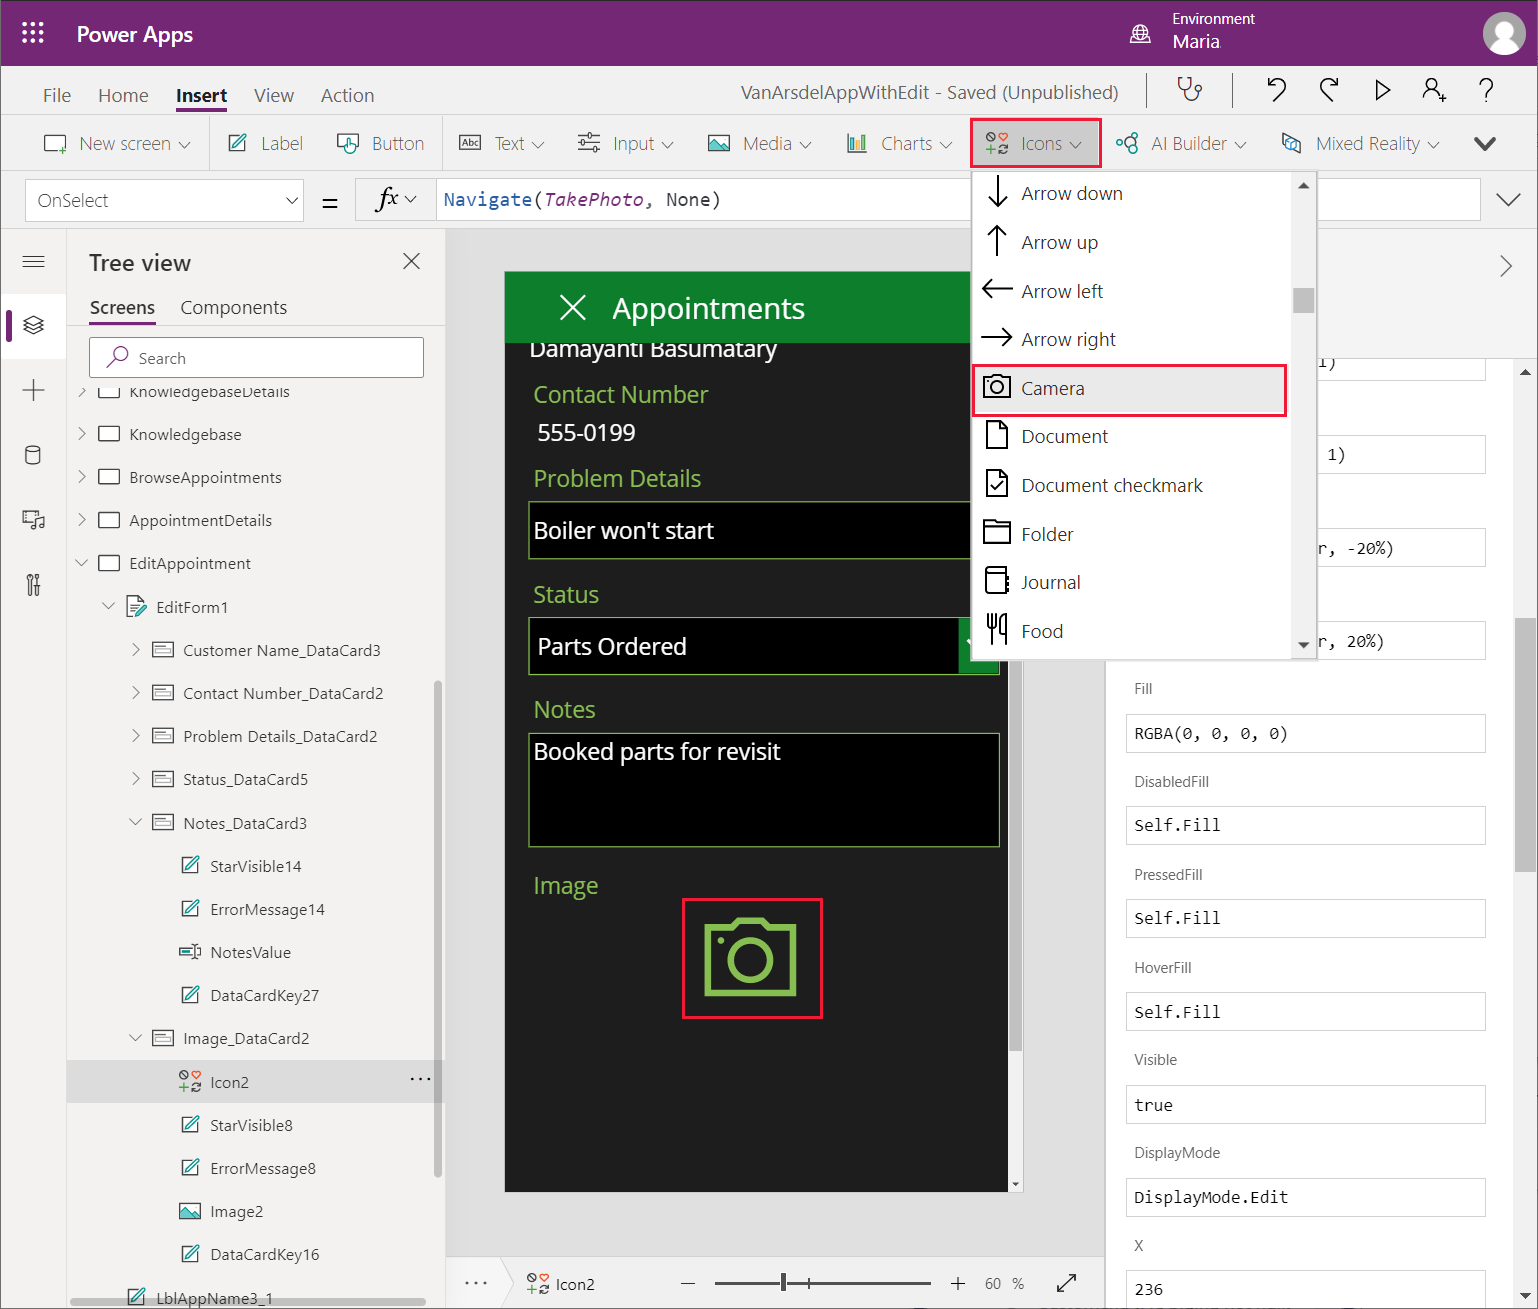 Power Apps
Environment
Maria
File Home Insert View Action
VanArsdelAppWithEdit - Saved (Unpublished)
New screen Label Button Text Input Media Charts Icons AI Builder Mixed Reality
OnSelect = fx Navigate(TakePhoto, None)
Tree view
Screens Components
Search
KnowledgebaseDetails
Knowledgebase
BrowseAppointments
AppointmentDetails
EditAppointment
EditForm1
Customer Name_DataCard3
Contact Number_DataCard2
Problem Details_DataCard2
Status_DataCard5
Notes_DataCard3
StarVisible14
ErrorMessage14
NotesValue
DataCardKey27
Image_DataCard2
Icon2
StarVisible8
ErrorMessage8
Image2
DataCardKey16
LblAppName3_1
Appointments
Damayanti Basumatary
Contact Number
555-0199
Problem Details
Boiler won't start
Status
Parts Ordered
Notes
Booked parts for revisit
Image
Icon2
60 %
Arrow down
Arrow up
Arrow left
Arrow right
Camera
Document
Document checkmark
Folder
Journal
Food
1)
1)
r, -20%)
r, 20%)
Fill
RGBA(0, 0, 0, 0)
DisabledFill
Self.Fill
PressedFill
Self.Fill
HoverFill
Self.Fill
Visible
true
DisplayMode
DisplayMode.Edit
X
236